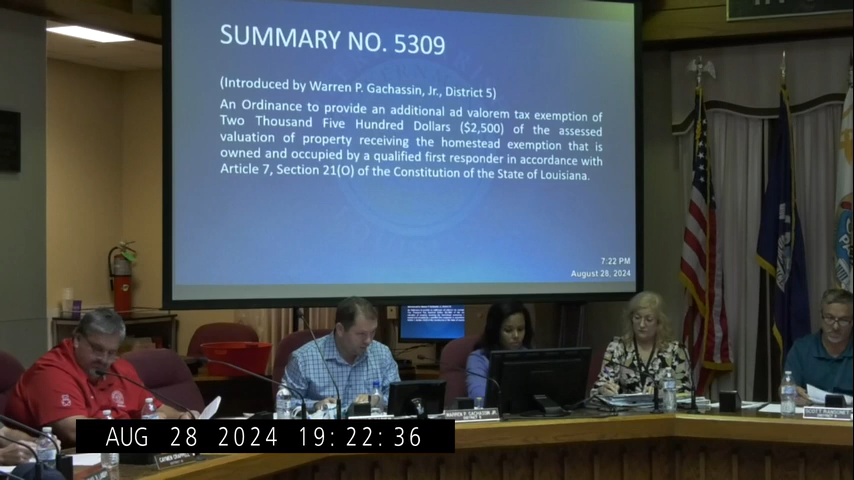 SUMMARY NO. 5309
(Introduced by Warren P. Gachassin, Jr., District 5)
An Ordinance to provide an additional ad valorem tax exemption of
Two Thousand Five Hundred Dollars ($2,500) of the assessed
valuation of property receiving the homestead exemption that is
owned and occupied by a qualified first responder in accordance with
Article 7, Section 21(O) of the Constitution of the State of Louisiana.
7:22 PM
August 28, 2024
WARREN P. GACHASSIN JR.
AUG 28 2024 19:22:36